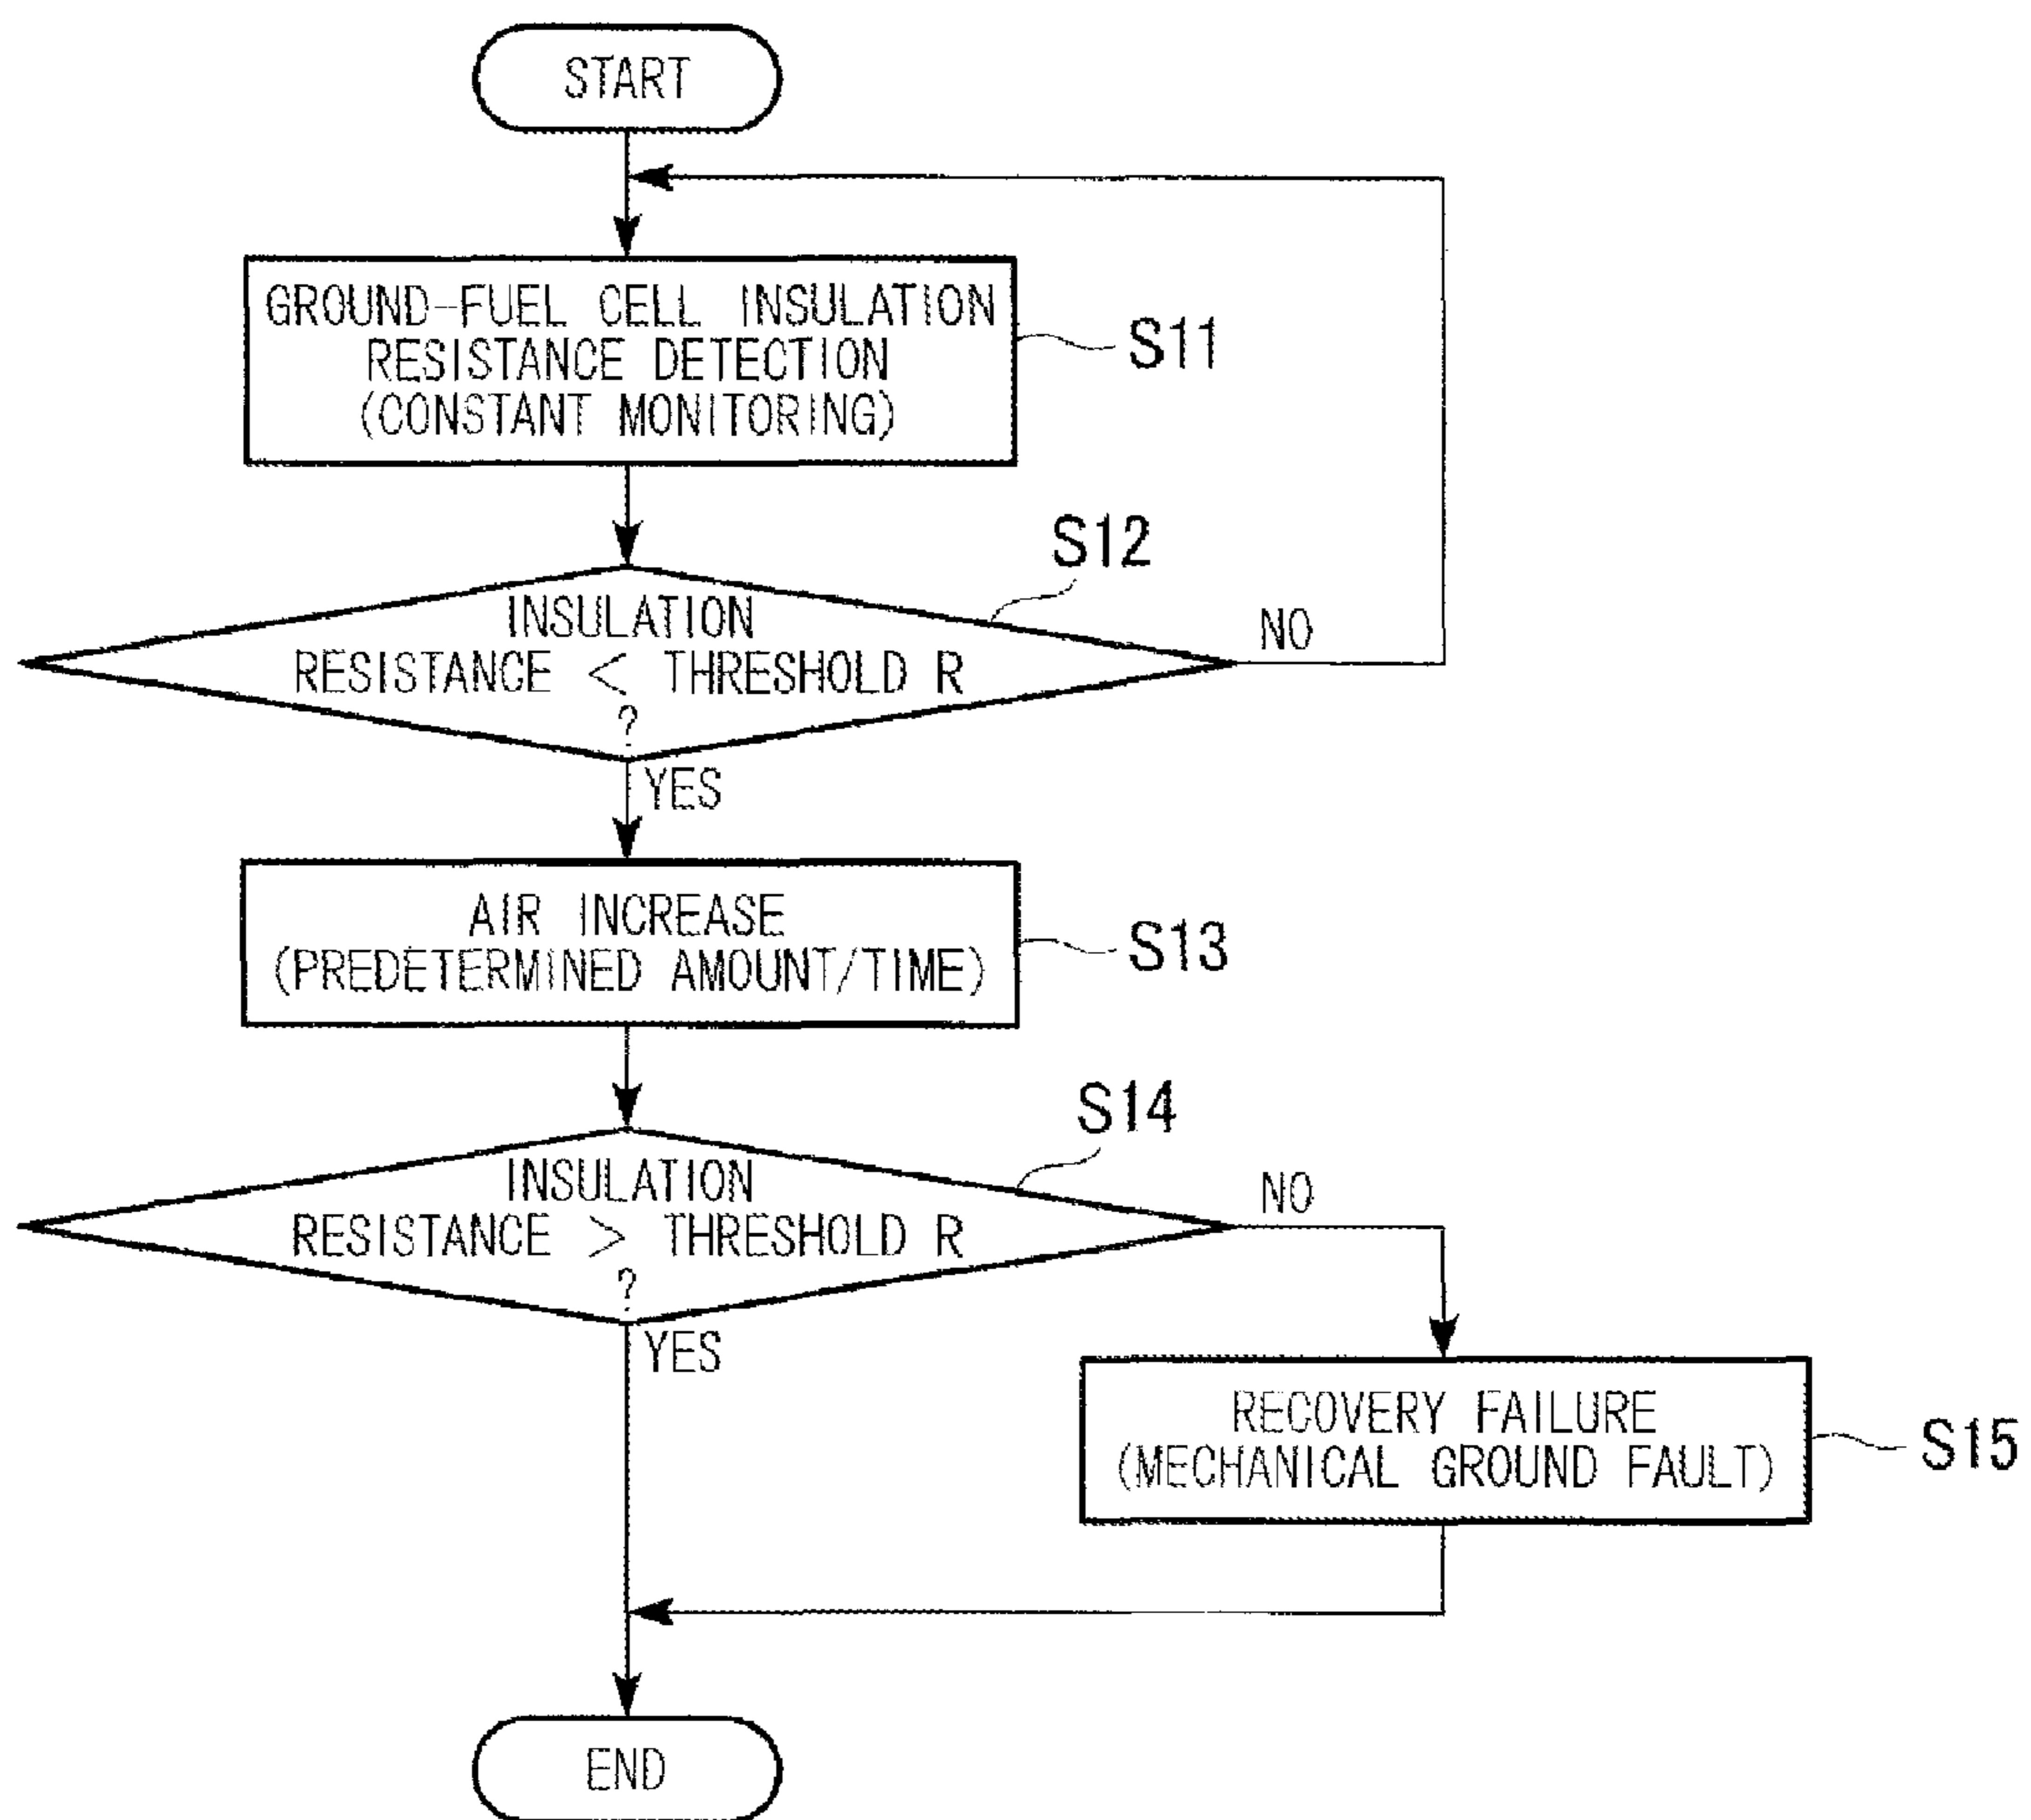 START
GROUND-FUEL CELL INSULATION
RESISTANCE DETECTION
(CONSTANT MONITORING)
S11
S12
INSULATION
RESISTANCE < THRESHOLD R
?
NO
YES
AIR INCREASE
(PREDETERMINED AMOUNT/TIME)
S13
S14
INSULATION
RESISTANCE > THRESHOLD R
?
NO
YES
RECOVERY FAILURE
(MECHANICAL GROUND FAULT)
S15
END